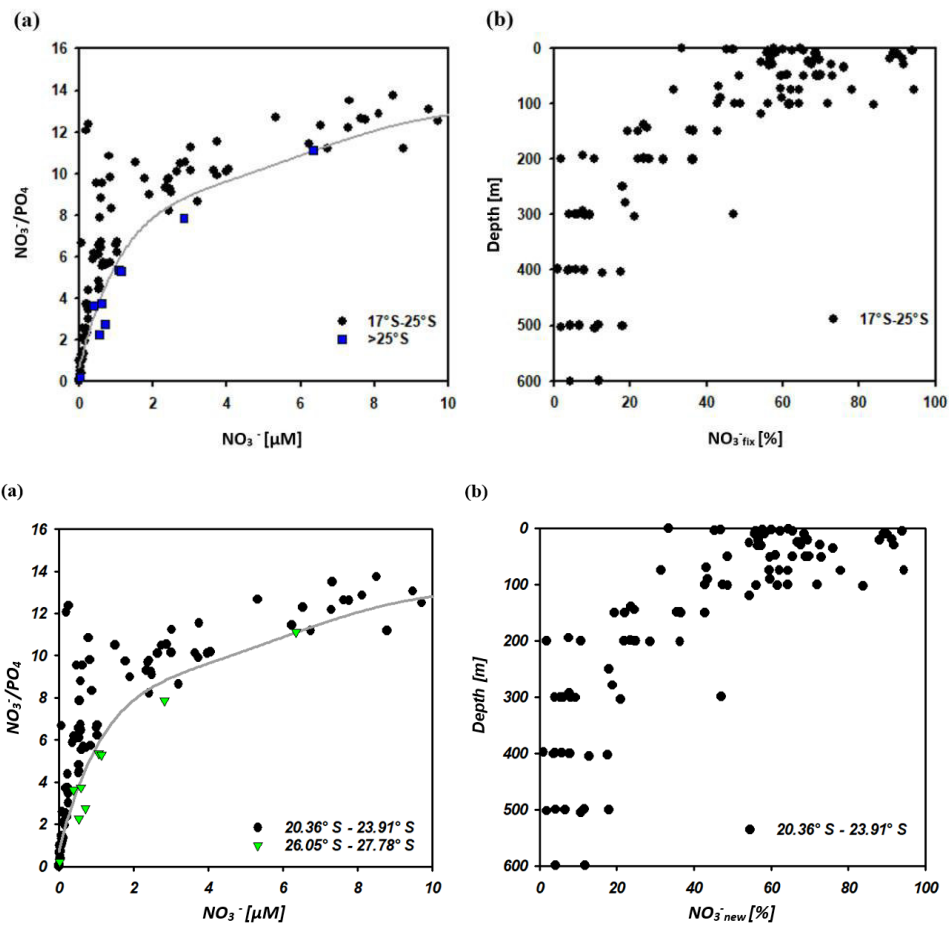 (a)
16
14
12
10
8
6
4
2
0
NO₃⁻/PO₄
17°S-25°S
>25°S
0 2 4 6 8 10
NO₃⁻ [µM]
(b)
0
100
200
300
400
500
600
Depth [m]
17°S-25°S
0 20 40 60 80 100
NO₃⁻fix [%]
(a)
16
14
12
10
8
6
4
2
0
NO₃⁻/PO₄
20.36° S - 23.91° S
26.05° S - 27.78° S
0 2 4 6 8 10
NO₃⁻ [µM]
(b)
0
100
200
300
400
500
600
Depth [m]
20.36° S - 23.91° S
0 20 40 60 80 100
NO₃⁻new [%]